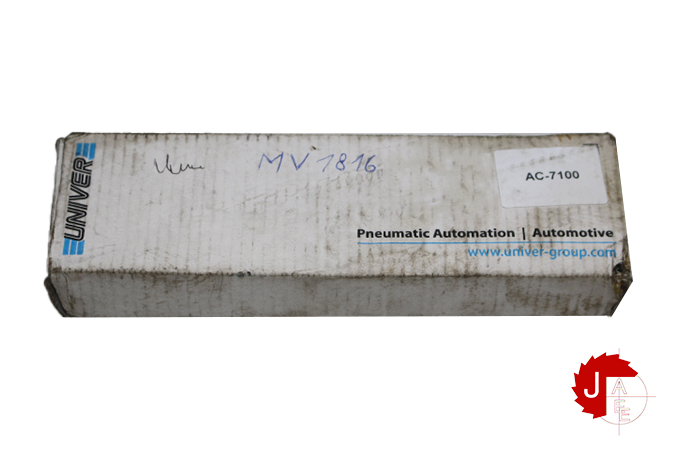 UNIVER
MV 1816
AC-7100
Pneumatic Automation | Automotive
www.univer-group.com
J
A